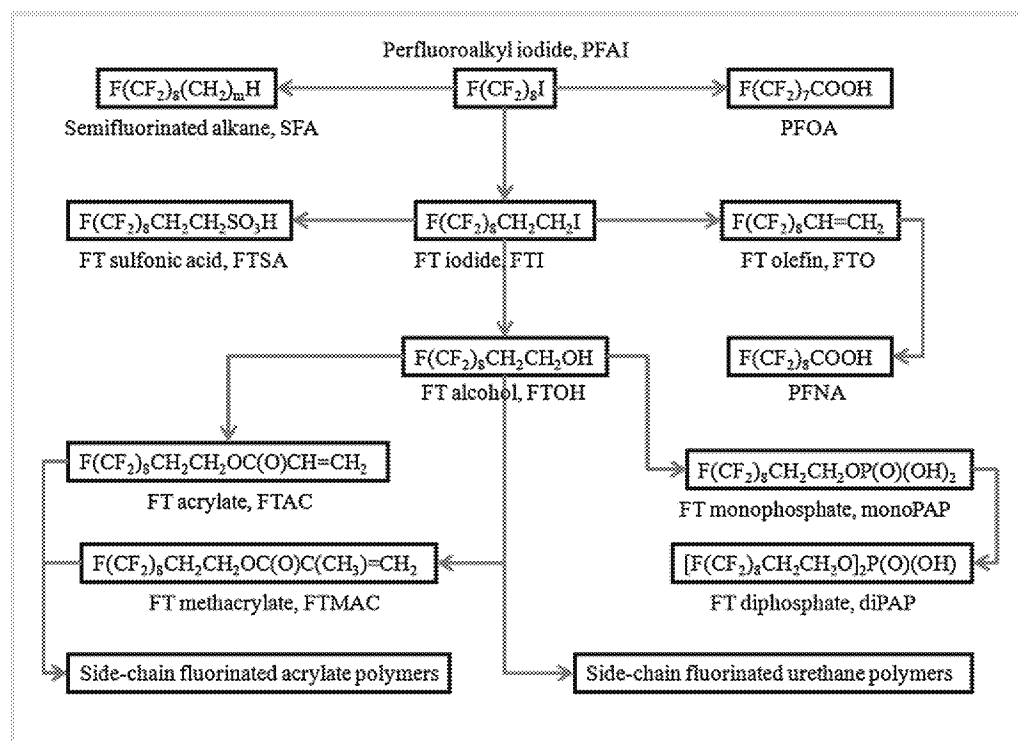 Perfluoroalkyl iodide, PFAI
F(CF₂)₈(CH₂)ₘH
F(CF₂)₈I
F(CF₂)₇COOH
Semifluorinated alkane, SFA
PFOA
F(CF₂)₈CH₂CH₂SO₃H
F(CF₂)₈CH₂CH₂I
F(CF₂)₈CH=CH₂
FT sulfonic acid, FTSA
FT iodide, FTI
FT olefin, FTO
F(CF₂)₈CH₂CH₂OH
F(CF₂)₈COOH
FT alcohol, FTOH
PFNA
F(CF₂)₈CH₂CH₂OC(O)CH=CH₂
F(CF₂)₈CH₂CH₂OP(O)(OH)₂
FT acrylate, FTAC
FT monophosphate, monoPAP
F(CF₂)₈CH₂CH₂OC(O)C(CH₃)=CH₂
[F(CF₂)₈CH₂CH₂O]₂P(O)(OH)
FT methacrylate, FTMAC
FT diphosphate, diPAP
Side-chain fluorinated acrylate polymers
Side-chain fluorinated urethane polymers